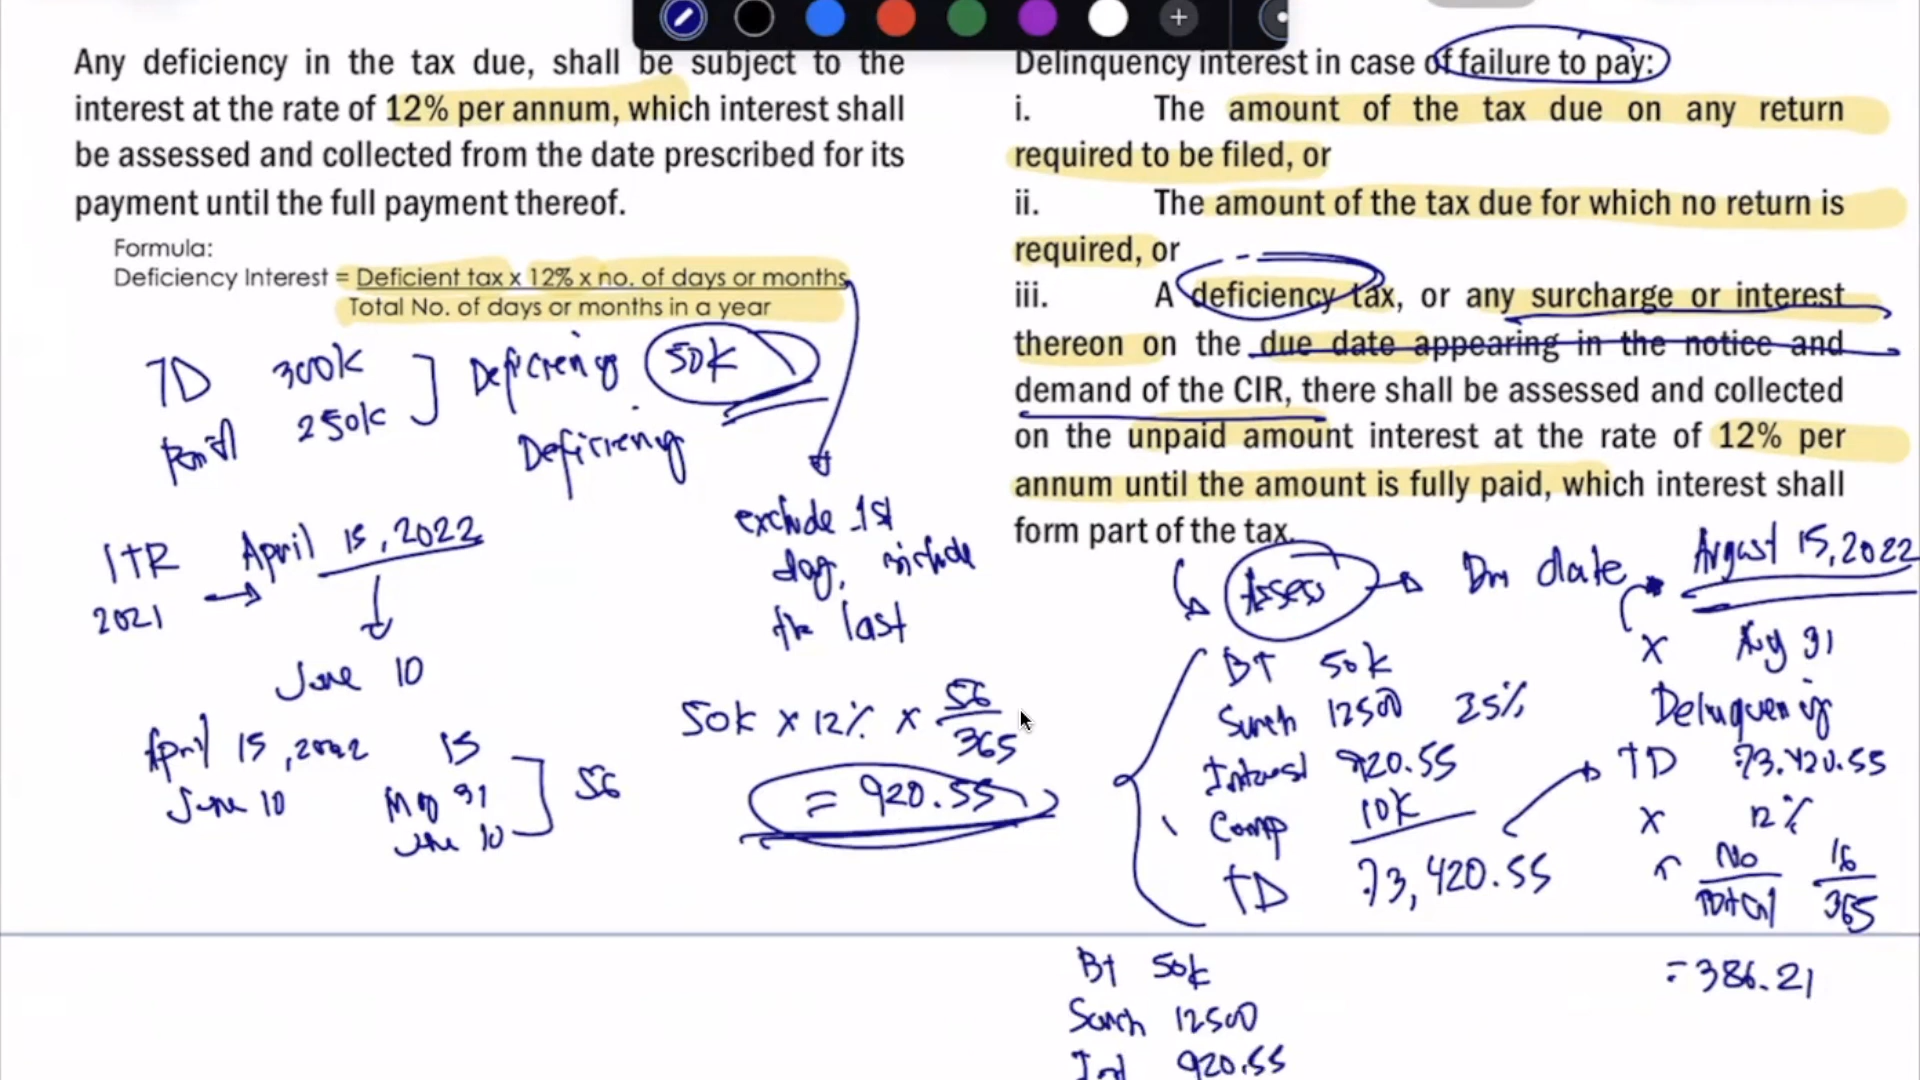 Any deficiency in the tax due, shall be subject to the
interest at the rate of 12% per annum, which interest shall
be assessed and collected from the date prescribed for its
payment until the full payment thereof.
Formula:
Deficiency Interest = Deficient tax x 12% x no. of days or months
Total No. of days or months in a year
TD 300k
250k
Deficiency 50k
Deficiency
exclude 1st
day, include
the last
ITR
2021
April 15, 2022
June 10
April 15, 2022 15
June 10 May 31
June 10
56
50k x 12% x 56
365
= 920.55
Delinquency interest in case of failure to pay:
i. The amount of the tax due on any return
required to be filed, or
ii. The amount of the tax due for which no return is
required, or
iii. A deficiency tax, or any surcharge or interest
thereon on the due date appearing in the notice and
demand of the CIR, there shall be assessed and collected
on the unpaid amount interest at the rate of 12% per
annum until the amount is fully paid, which interest shall
form part of the tax.
Assess
Due date August 15, 2022
BT 50k
Surch 12500 25%
Interest 920.55
Comp 10k
TD 73,420.55
x Aug 31
Delinquency
TD 73,420.55
x 12%
x No 16
Total 365
= 386.21
BT 50k
Surch 12500
Int 920.55